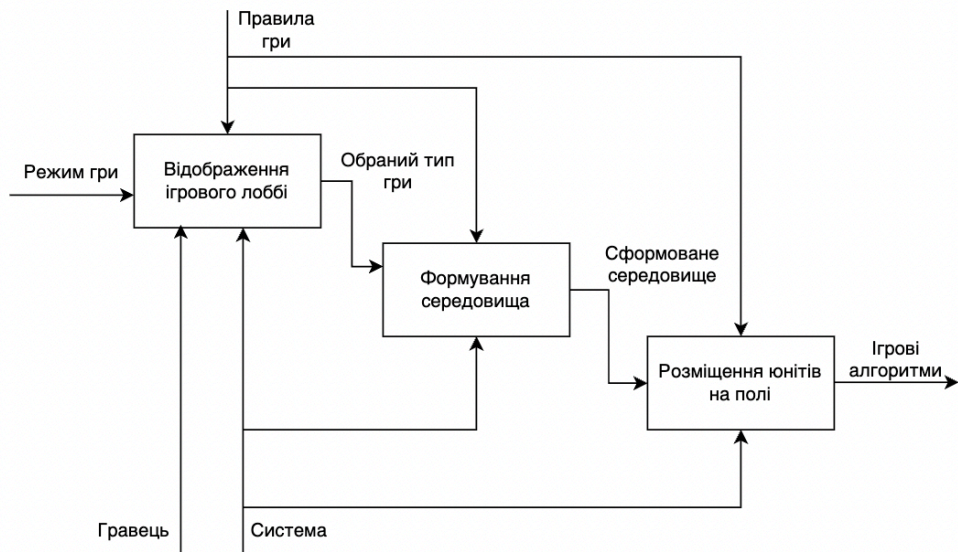 Правила
гри
Режим гри
Відображення
ігрового лоббі
Обраний тип
гри
Формування
середовища
Сформоване
середовище
Розміщення юнітів
на полі
Ігрові
алгоритми
Гравець
Система